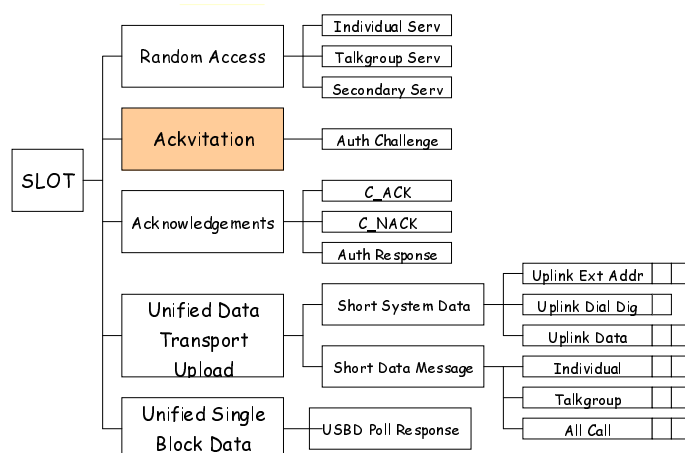 SLOT
Random Access
Individual Serv
Talkgroup Serv
Secondary Serv
Ackvitation
Auth Challenge
Acknowledgements
C_ACK
C_NACK
Auth Response
Unified Data
Transport
Upload
Short System Data
Uplink Ext Addr
Uplink Dial Dig
Uplink Data
Short Data Message
Individual
Talkgroup
All Call
Unified Single
Block Data
USBD Poll Response